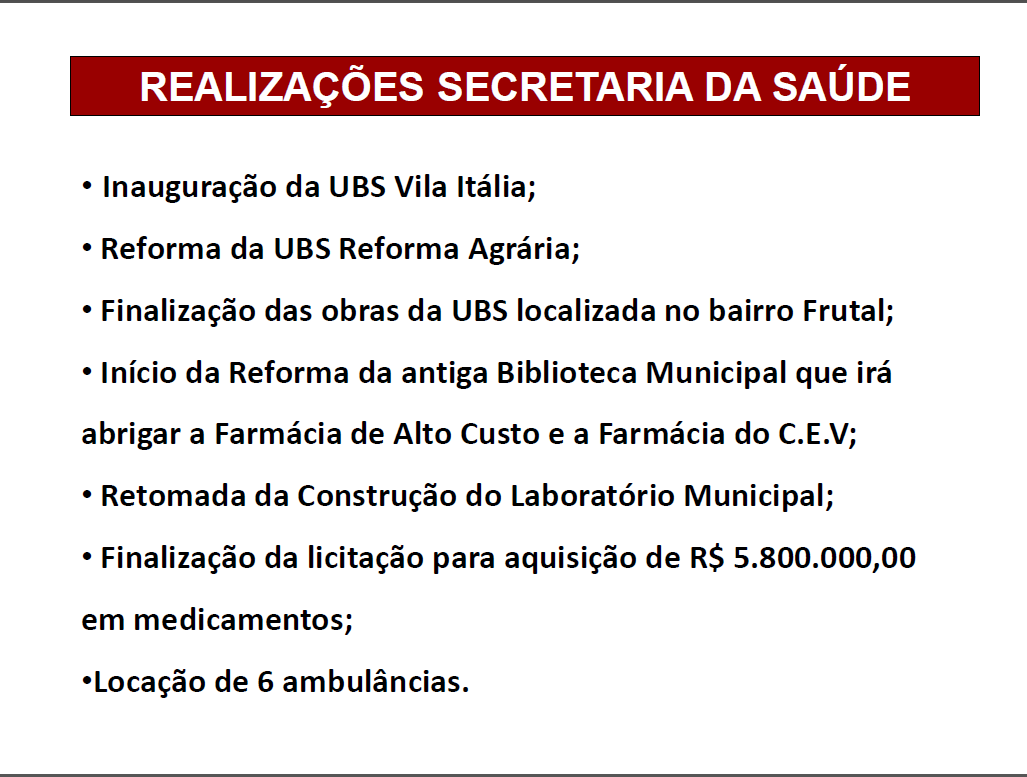 REALIZAÇÕES SECRETARIA DA SAÚDE
• Inauguração da UBS Vila Itália;
• Reforma da UBS Reforma Agrária;
• Finalização das obras da UBS localizada no bairro Frutal;
• Início da Reforma da antiga Biblioteca Municipal que irá
abrigar a Farmácia de Alto Custo e a Farmácia do C.E.V;
• Retomada da Construção do Laboratório Municipal;
• Finalização da licitação para aquisição de R$ 5.800.000,00
em medicamentos;
•Locação de 6 ambulâncias.